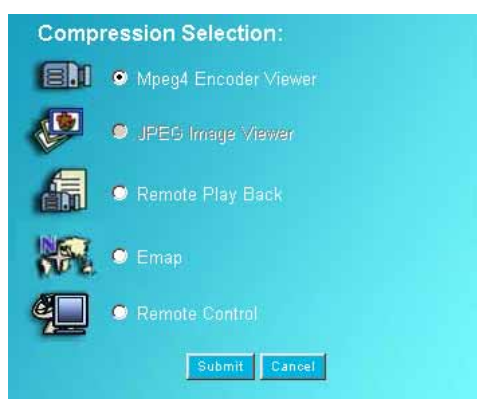 Compression Selection:
Mpeg4 Encoder Viewer
JPEG Image Viewer
Remote Play Back
N
Emap
Remote Control
Submit Cancel